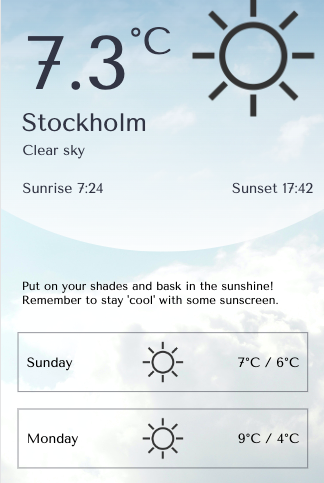 7.3°C
Stockholm
Clear sky
Sunrise 7:24 Sunset 17:42
Put on your shades and bask in the sunshine!
Remember to stay 'cool' with some sunscreen.
Sunday 7°C / 6°C
Monday 9°C / 4°C